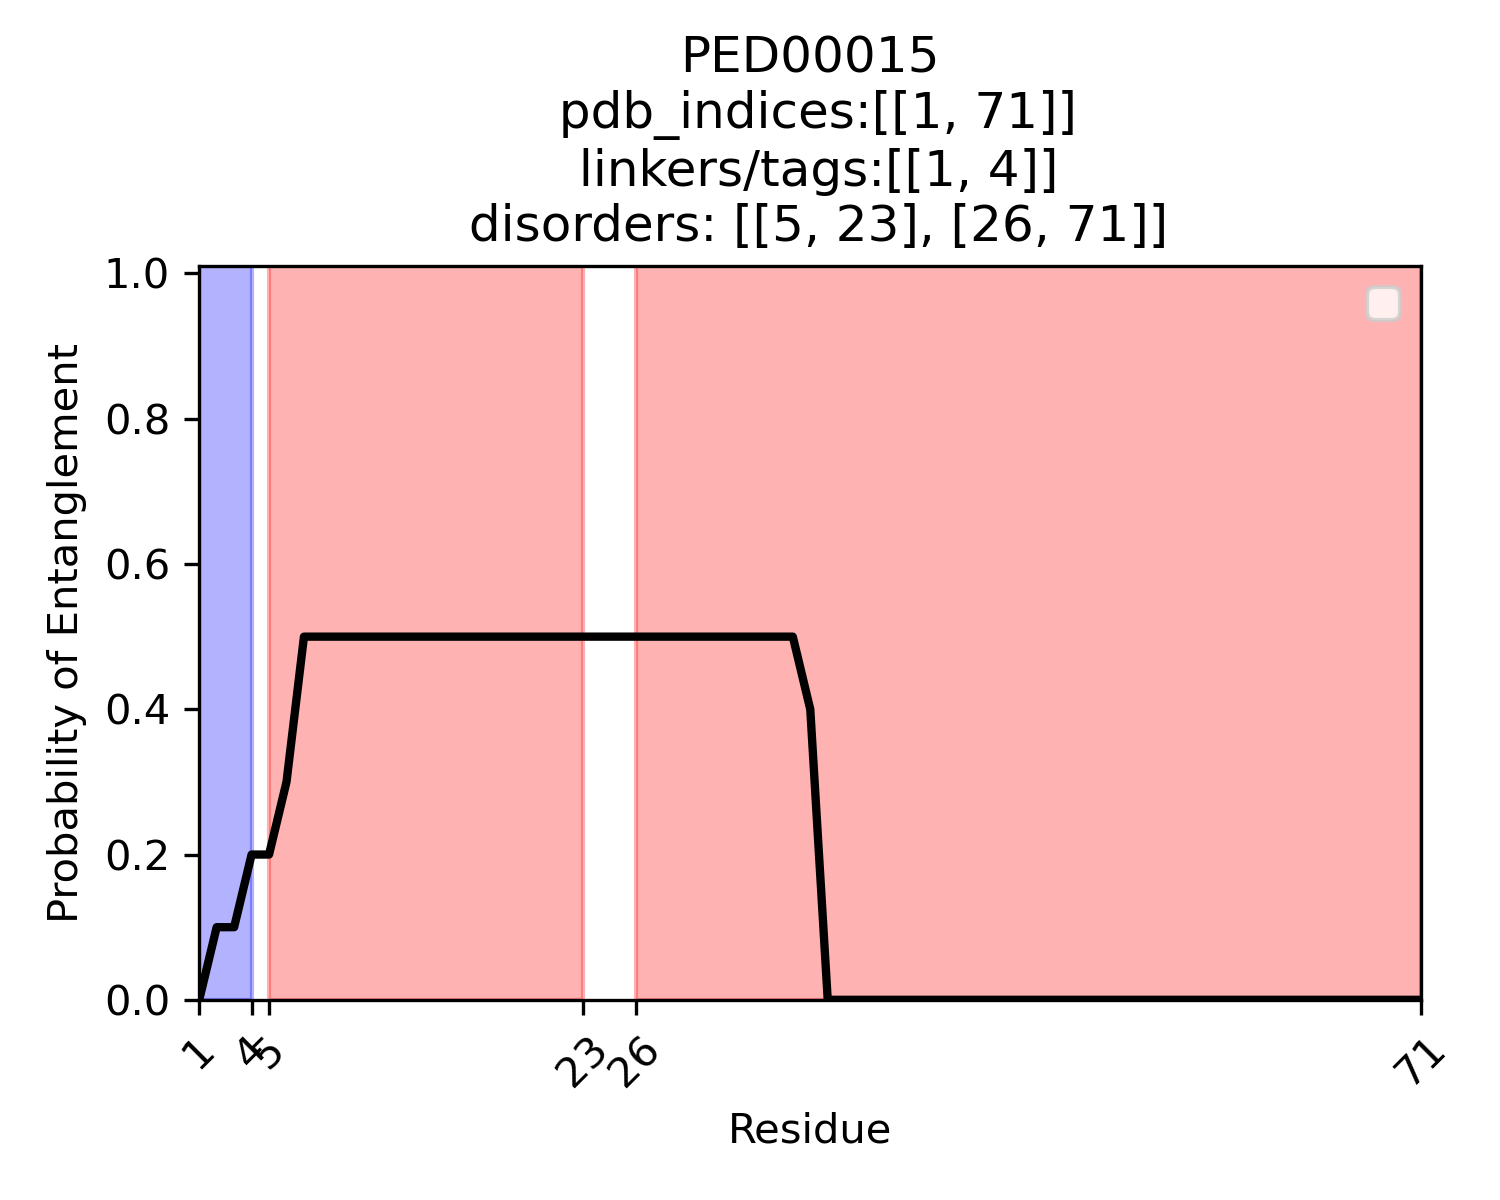 PED00015
pdb_indices:[[1, 71]]
linkers/tags:[[1, 4]]
disorders: [[5, 23], [26, 71]]
1.0
0.8
0.6
0.4
0.2
0.0
Probability of Entanglement
1
4
5
23
26
71
Residue